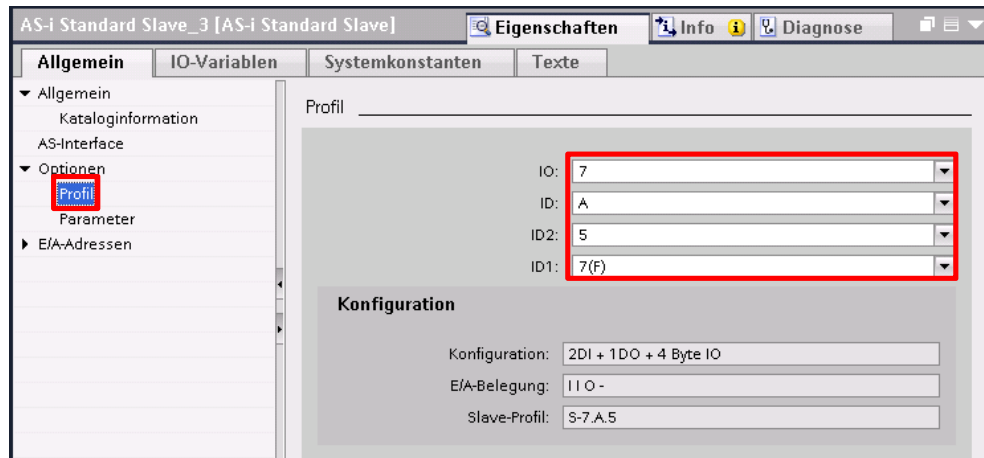 AS-i Standard Slave_3 [AS-i Standard Slave]
Eigenschaften
Info
Diagnose
Allgemein
IO-Variablen
Systemkonstanten
Texte
Allgemein
Kataloginformation
AS-Interface
Optionen
Profil
Parameter
E/A-Adressen
Profil
IO: 7
ID: A
ID2: 5
ID1: 7(F)
Konfiguration
Konfiguration: 2DI + 1DO + 4 Byte IO
E/A-Belegung: I I O -
Slave-Profil: S-7.A.5